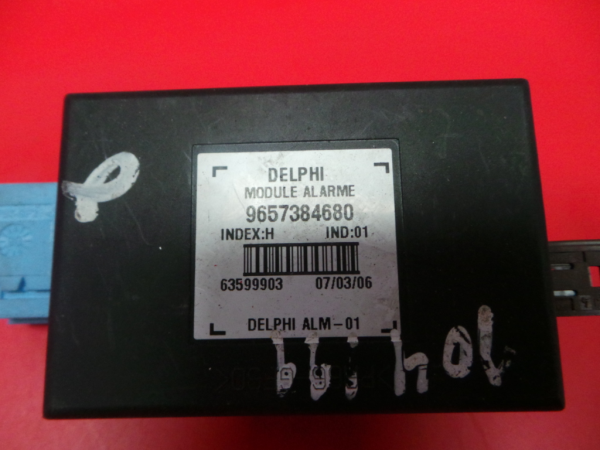 DELPHI
MODULE ALARME
9657384680
INDEX:H IND:01
63599903 07/03/06
DELPHI ALM-01